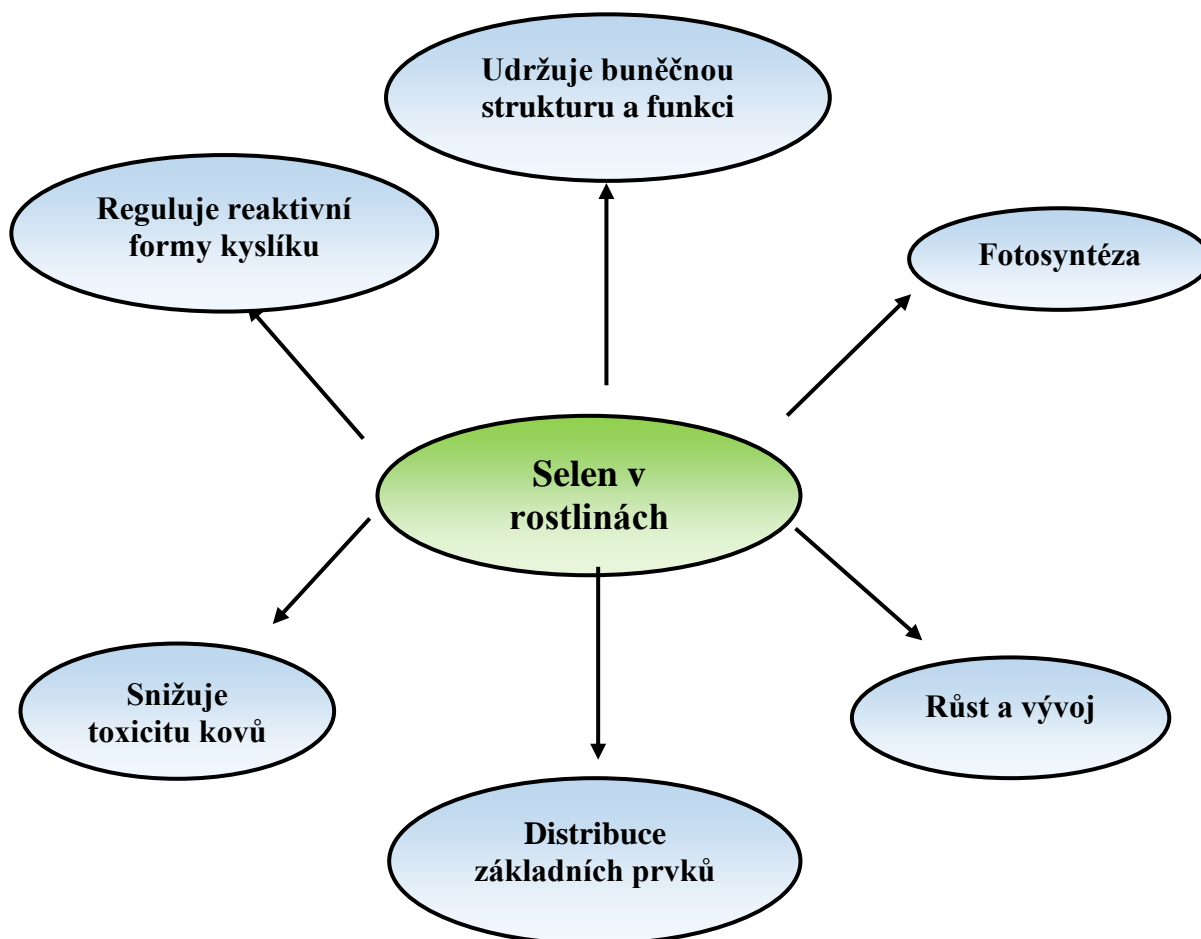 Udržuje buněčnou
strukturu a funkci
Reguluje reaktivní
formy kyslíku
Fotosyntéza
Selen v
rostlinách
Snižuje
toxicitu kovů
Růst a vývoj
Distribuce
základních prvků